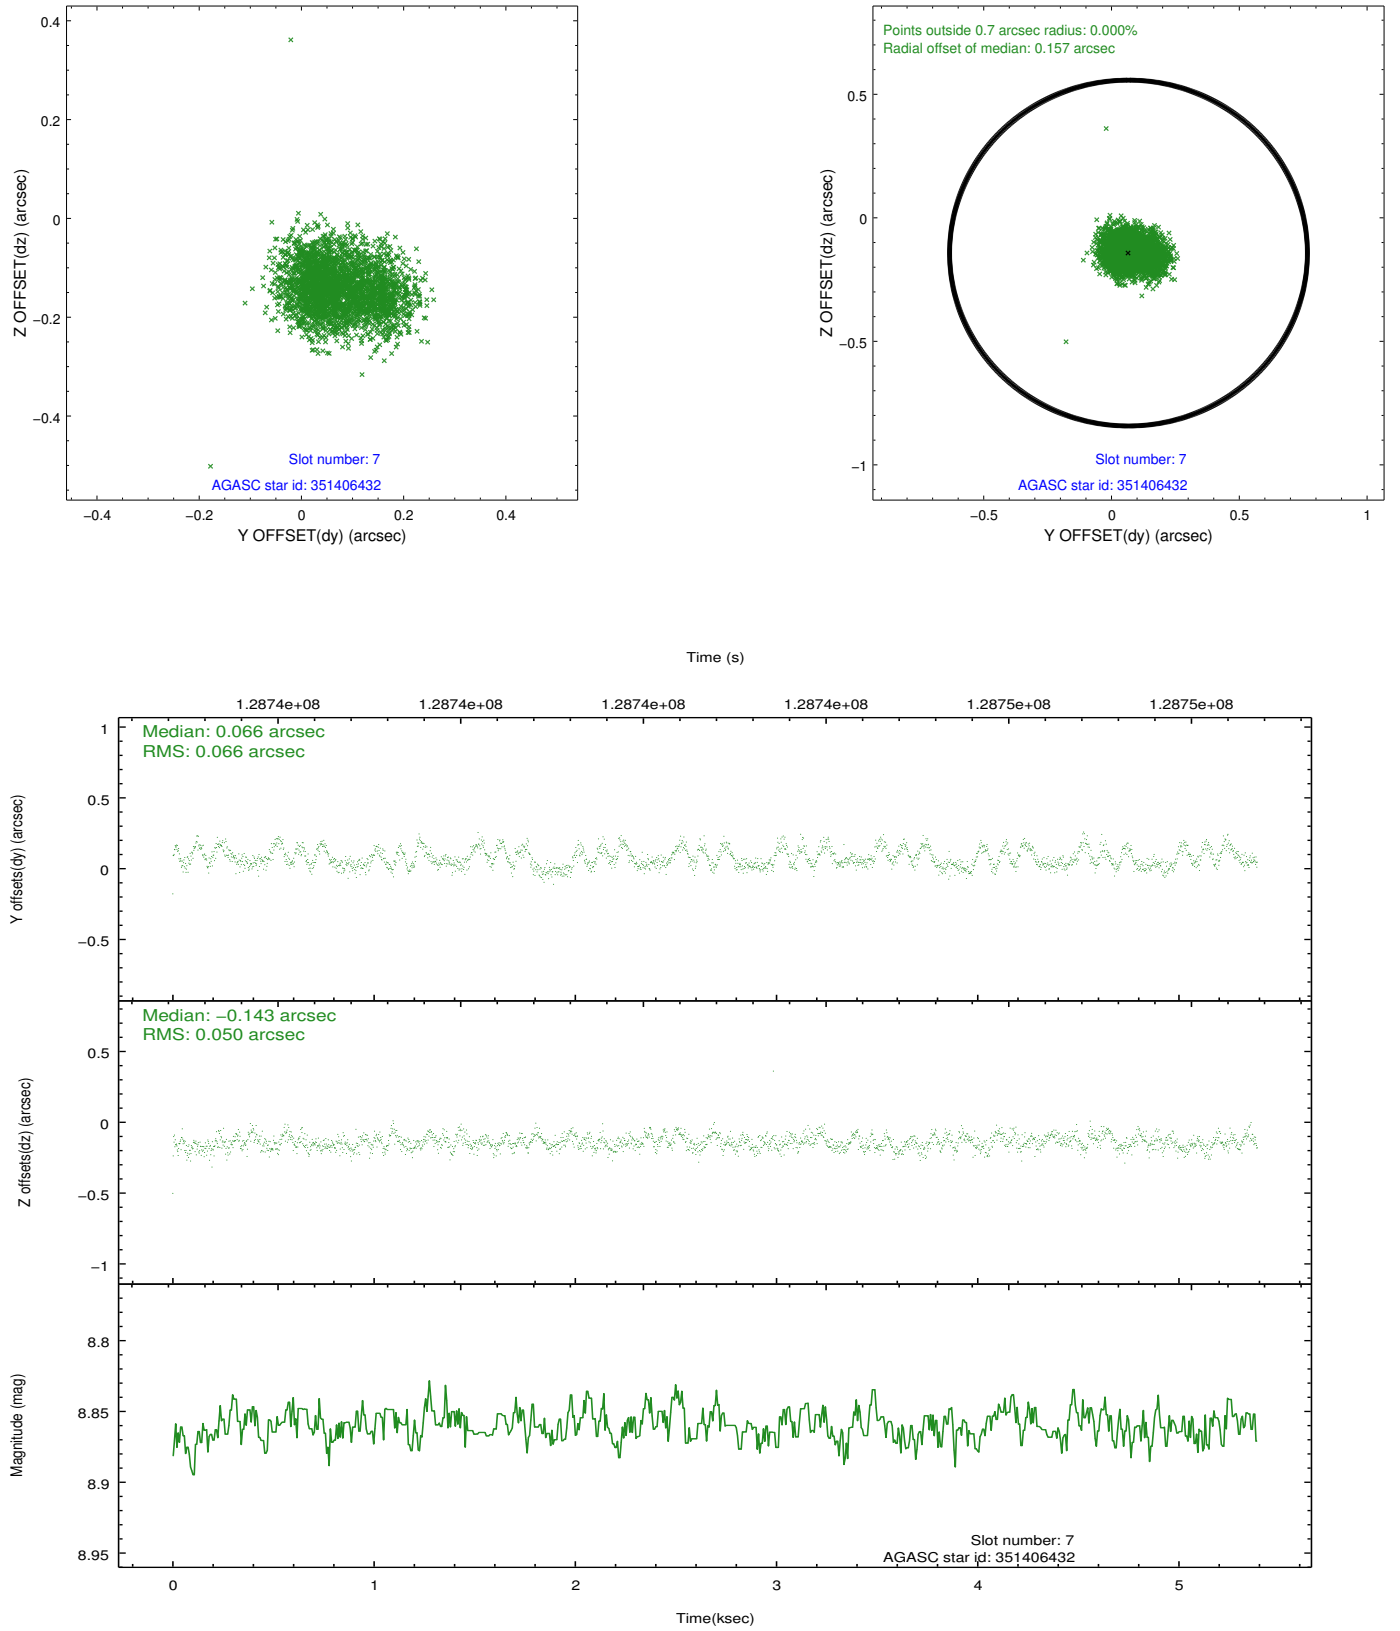 0.4
0.2
0
−0.2
−0.4
Z OFFSET(dz) (arcsec)
Slot number: 7
AGASC star id: 351406432
−0.4 −0.2 0 0.2 0.4
Y OFFSET(dy) (arcsec)
Points outside 0.7 arcsec radius: 0.000%
Radial offset of median: 0.157 arcsec
0.5
0
−0.5
−1
Z OFFSET(dz) (arcsec)
Slot number: 7
AGASC star id: 351406432
−0.5 0 0.5 1
Y OFFSET(dy) (arcsec)
Time (s)
1.2874e+08 1.2874e+08 1.2874e+08 1.2874e+08 1.2875e+08 1.2875e+08
Median: 0.066 arcsec
RMS: 0.066 arcsec
1
0.5
0
−0.5
Y offsets(dy) (arcsec)
Median: −0.143 arcsec
RMS: 0.050 arcsec
0.5
0
−0.5
−1
Z offsets(dz) (arcsec)
8.8
8.85
8.9
8.95
Magnitude (mag)
Slot number: 7
AGASC star id: 351406432
0 1 2 3 4 5
Time(ksec)